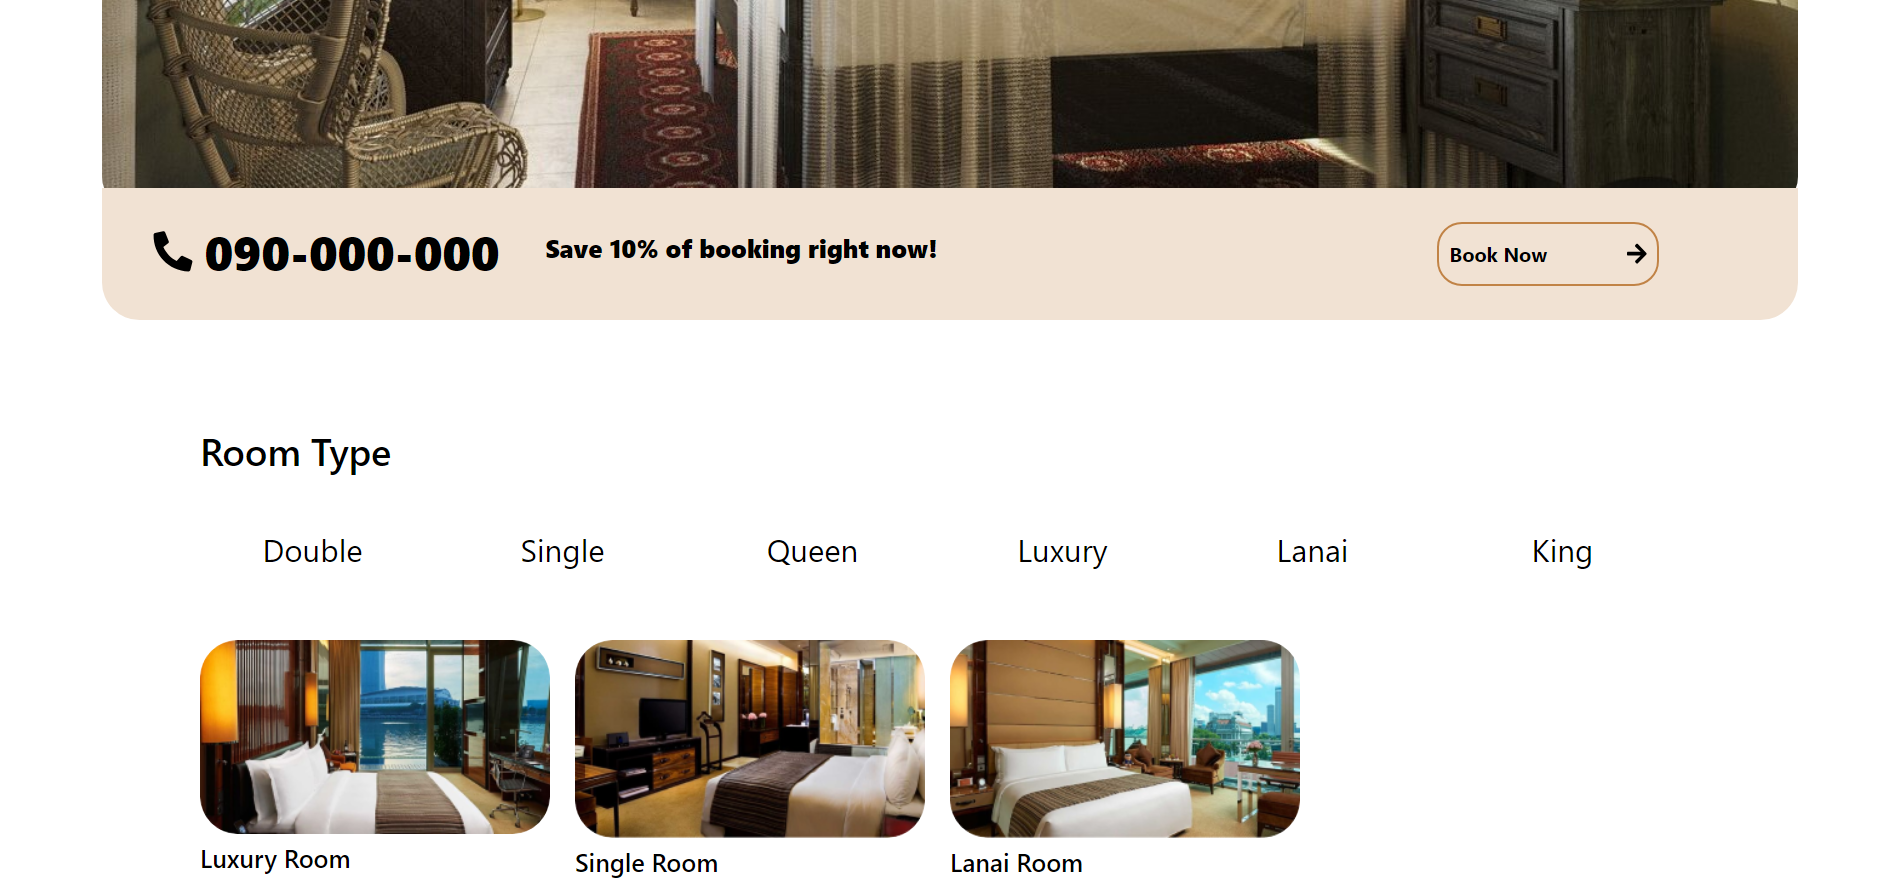 090-000-000
Save 10% of booking right now!
Book Now
Room Type
Double
Single
Queen
Luxury
Lanai
King
Luxury Room
Single Room
Lanai Room